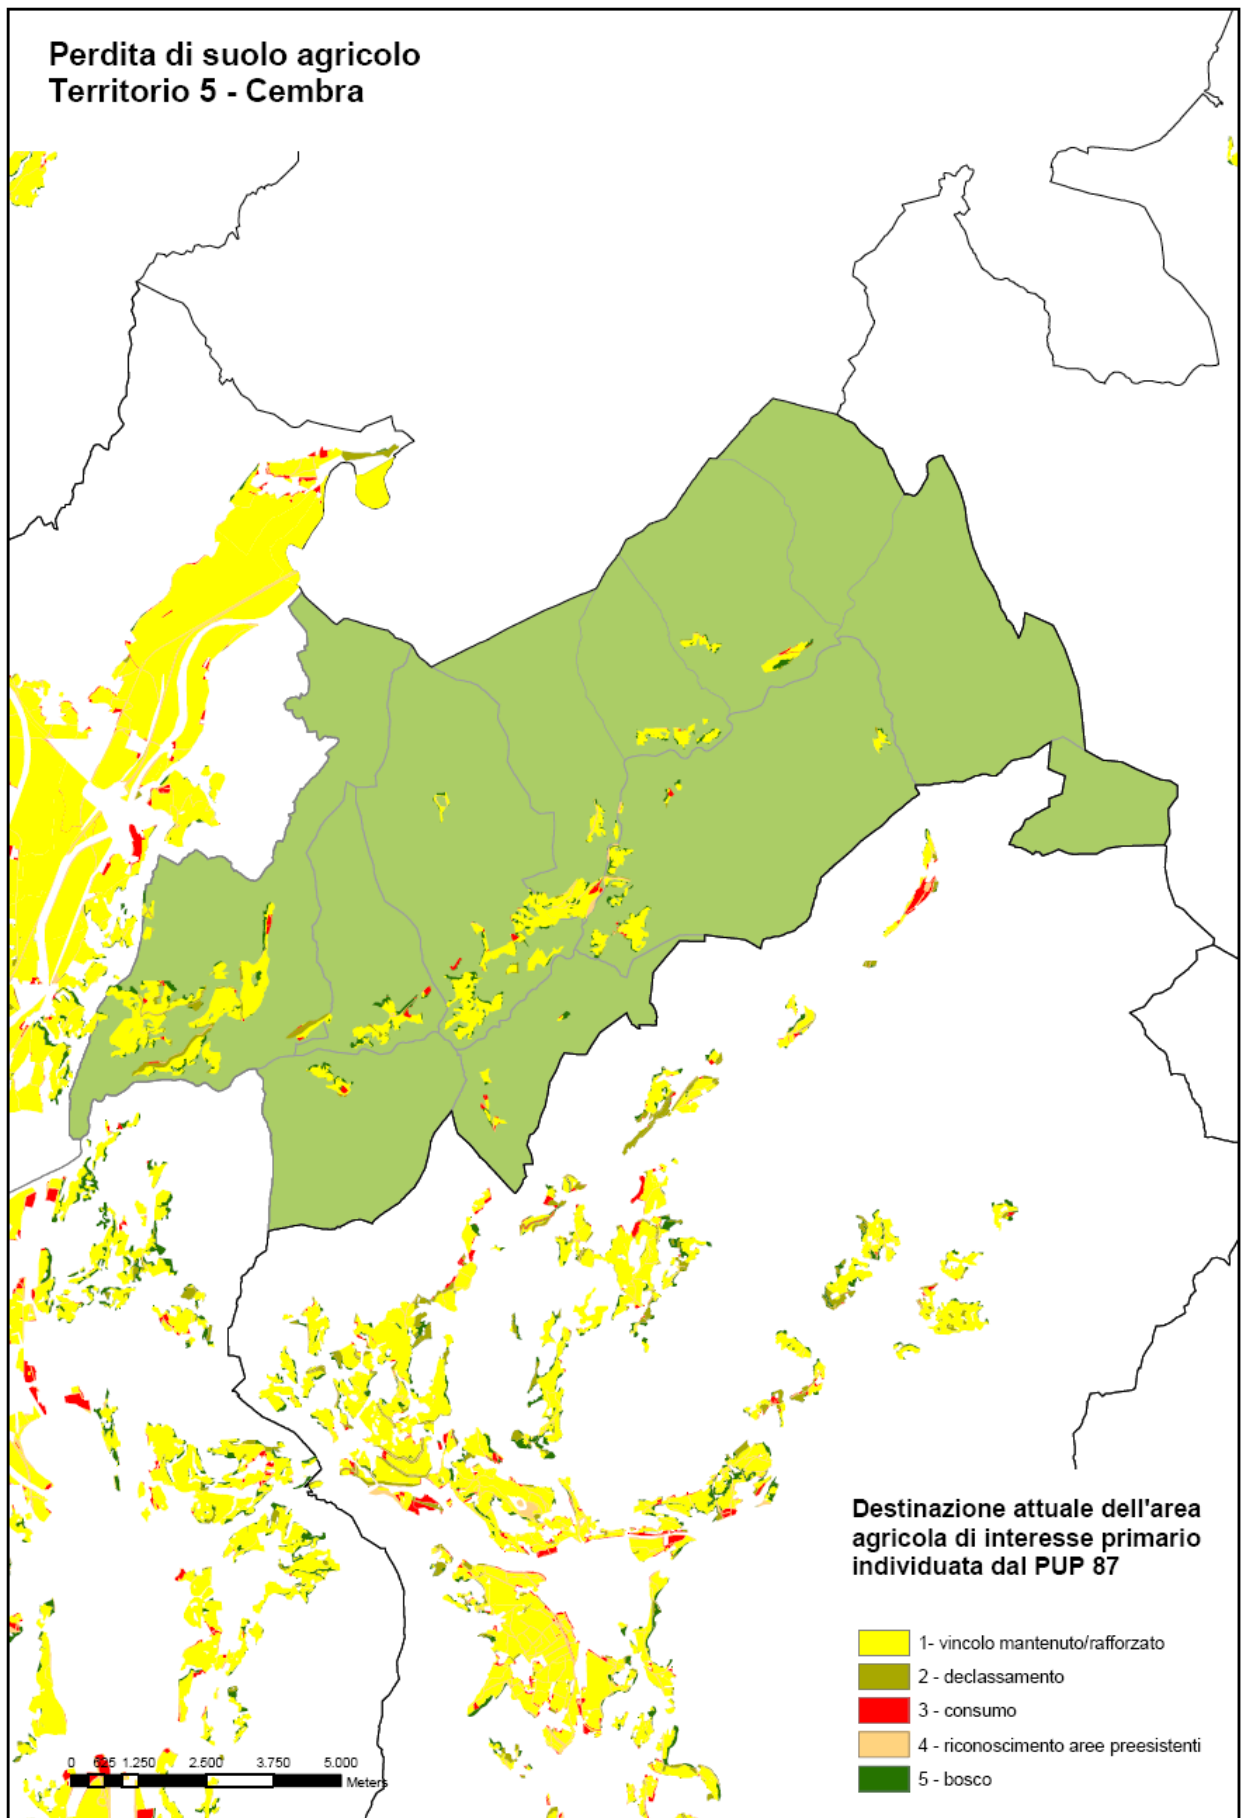 Perdita di suolo agricolo
Territorio 5 - Cembra
Destinazione attuale dell'area
agricola di interesse primario
individuata dal PUP 87
1- vincolo mantenuto/rafforzato
2 - declassamento
3 - consumo
4 - riconoscimento aree preesistenti
5 - bosco
0 625 1.250 2.500 3.750 5.000
Meters